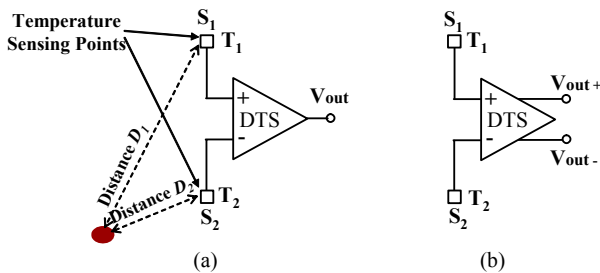 Temperature
Sensing Points
S1
T1
+
DTS
-
Vout
Distance D1
Distance D2
T2
S2
(a)
S1
T1
+
DTS
-
Vout+
Vout-
T2
S2
(b)